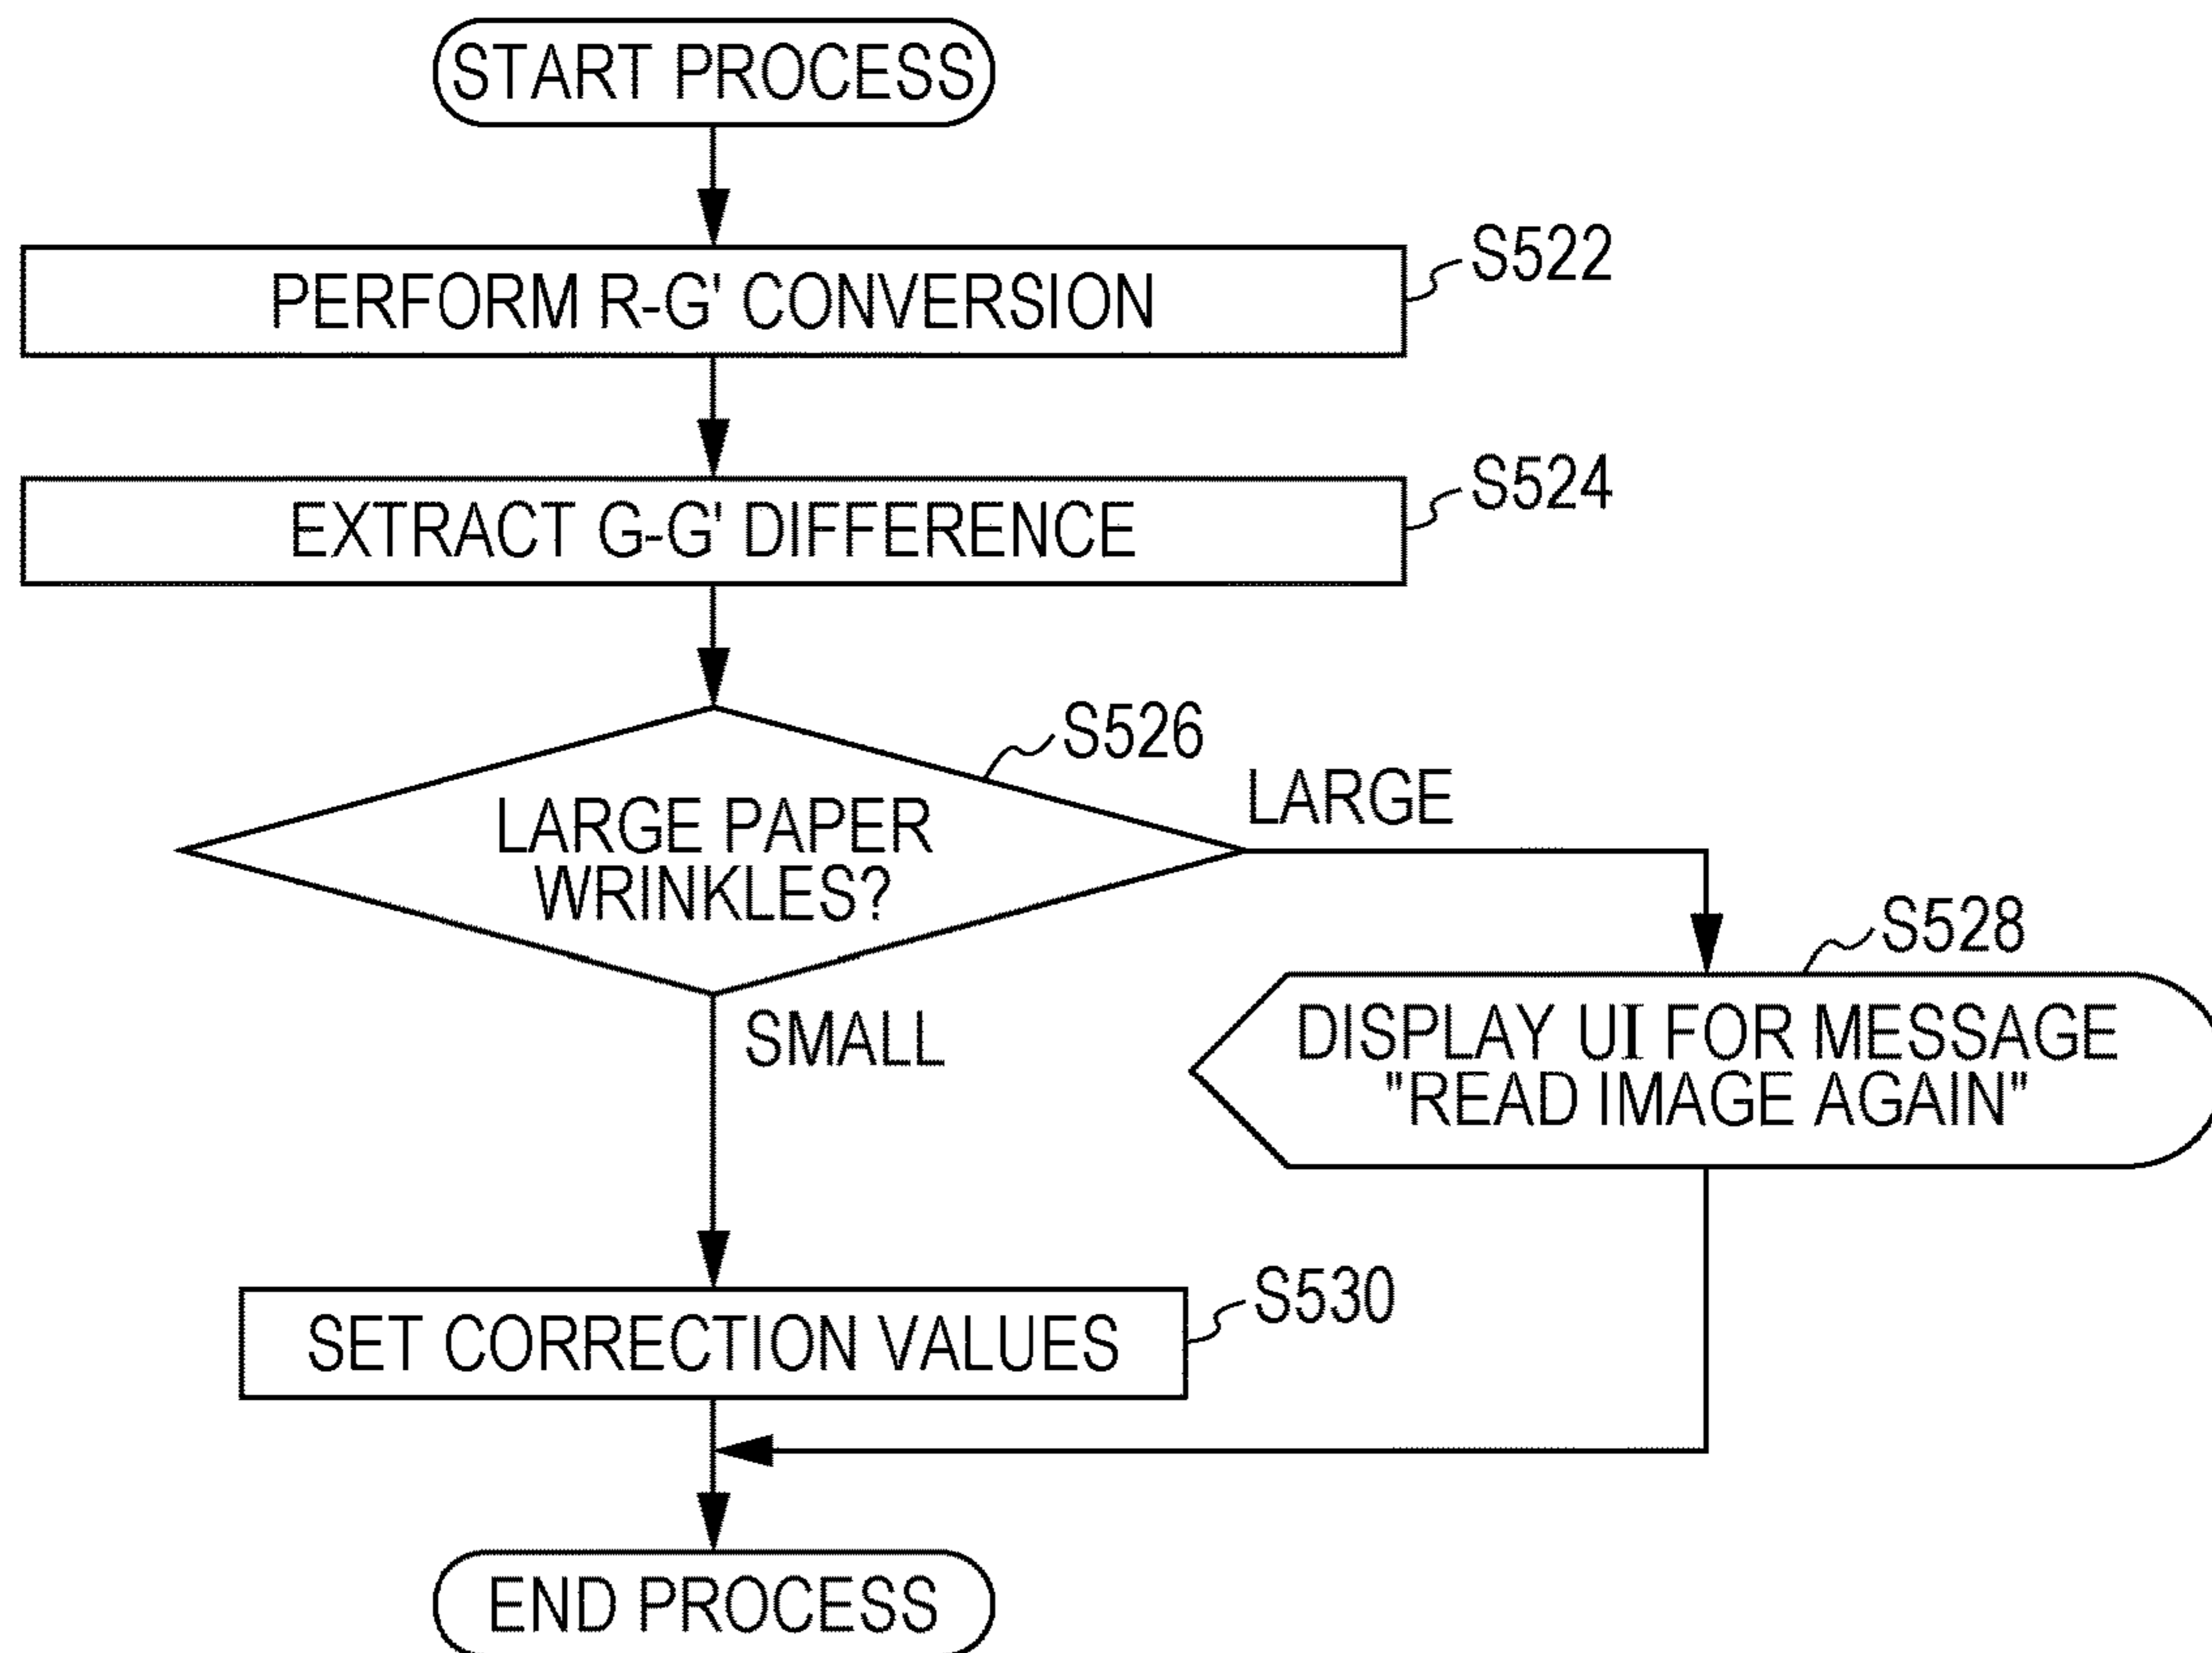 START PROCESS
PERFORM R-G' CONVERSION
S522
EXTRACT G-G' DIFFERENCE
S524
S526
LARGE PAPER
WRINKLES?
LARGE
SMALL
S528
DISPLAY UI FOR MESSAGE
"READ IMAGE AGAIN"
SET CORRECTION VALUES
S530
END PROCESS